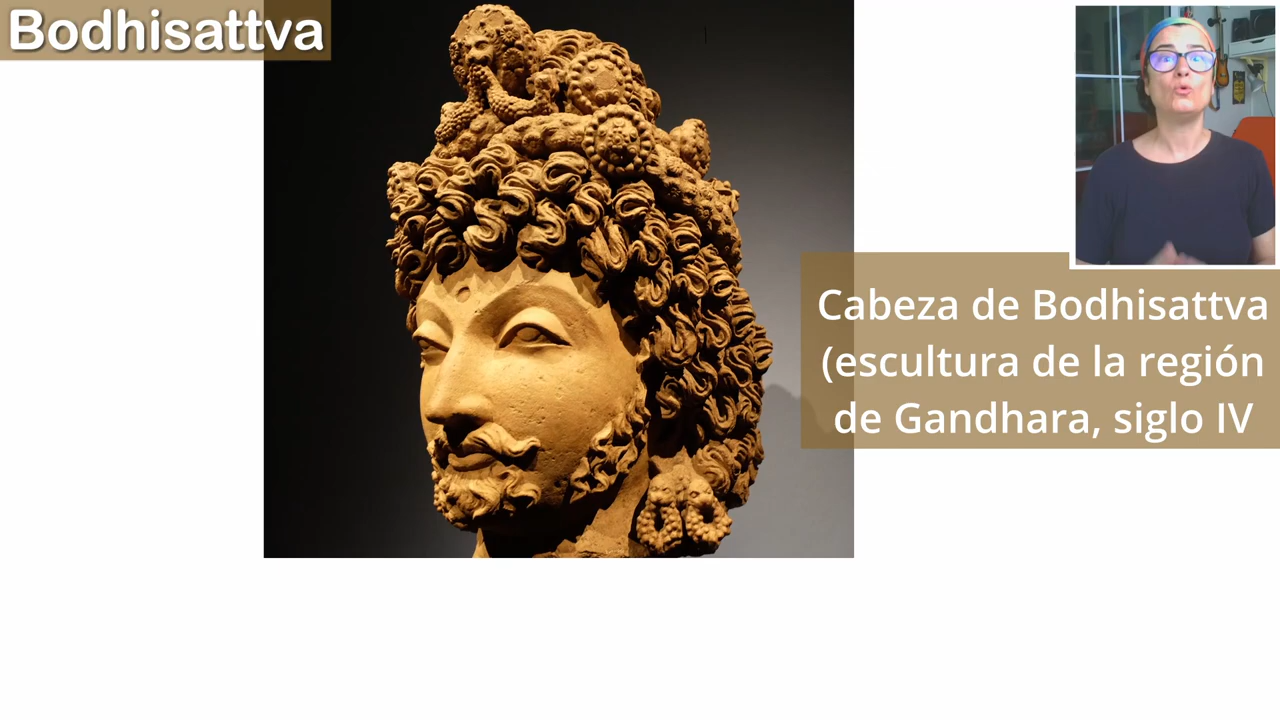 Bodhisattva
Cabeza de Bodhisattva
(escultura de la región
de Gandhara, siglo IV